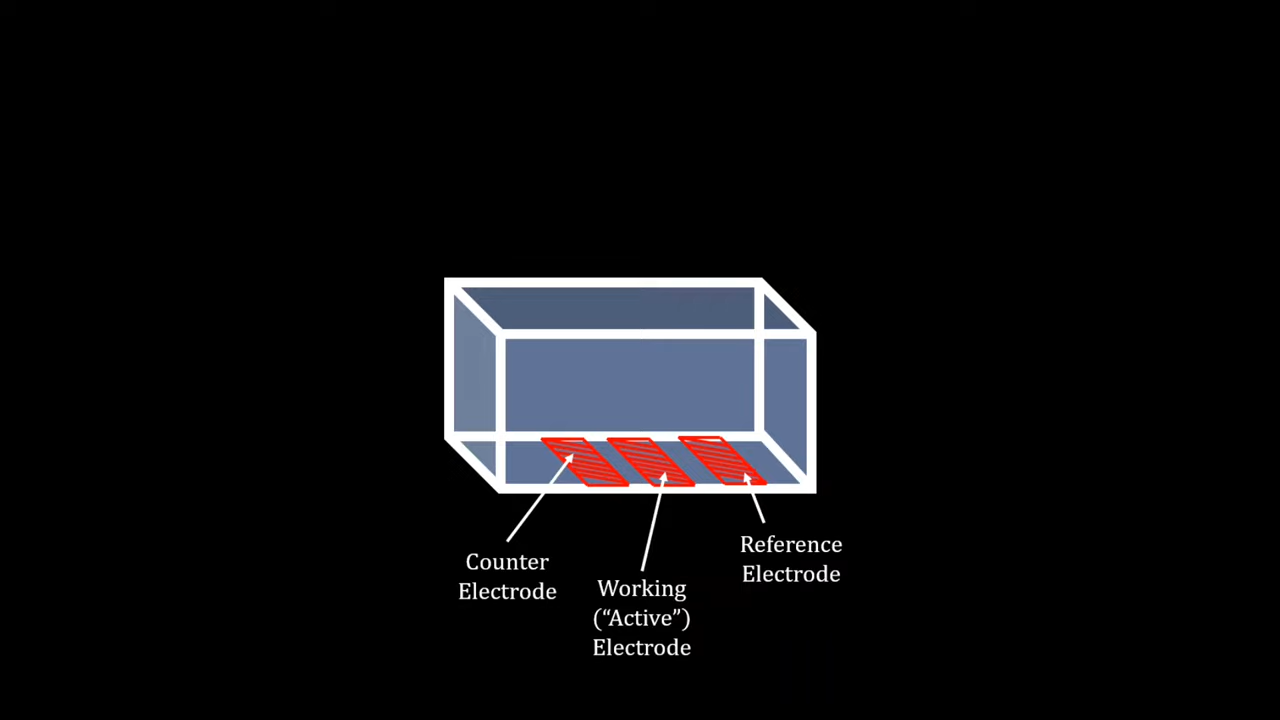 Counter
Electrode
Working
(“Active”)
Electrode
Reference
Electrode